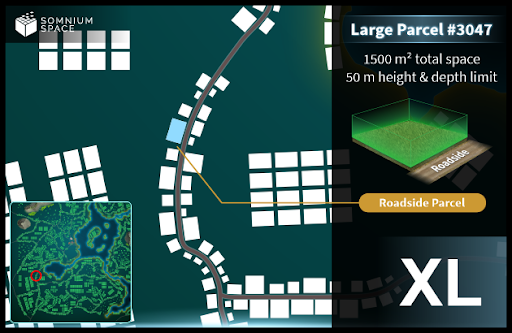 SOMNIUM
SPACE
Large Parcel #3047
1500 m² total space
50 m height & depth limit
Roadside
Roadside Parcel
XL